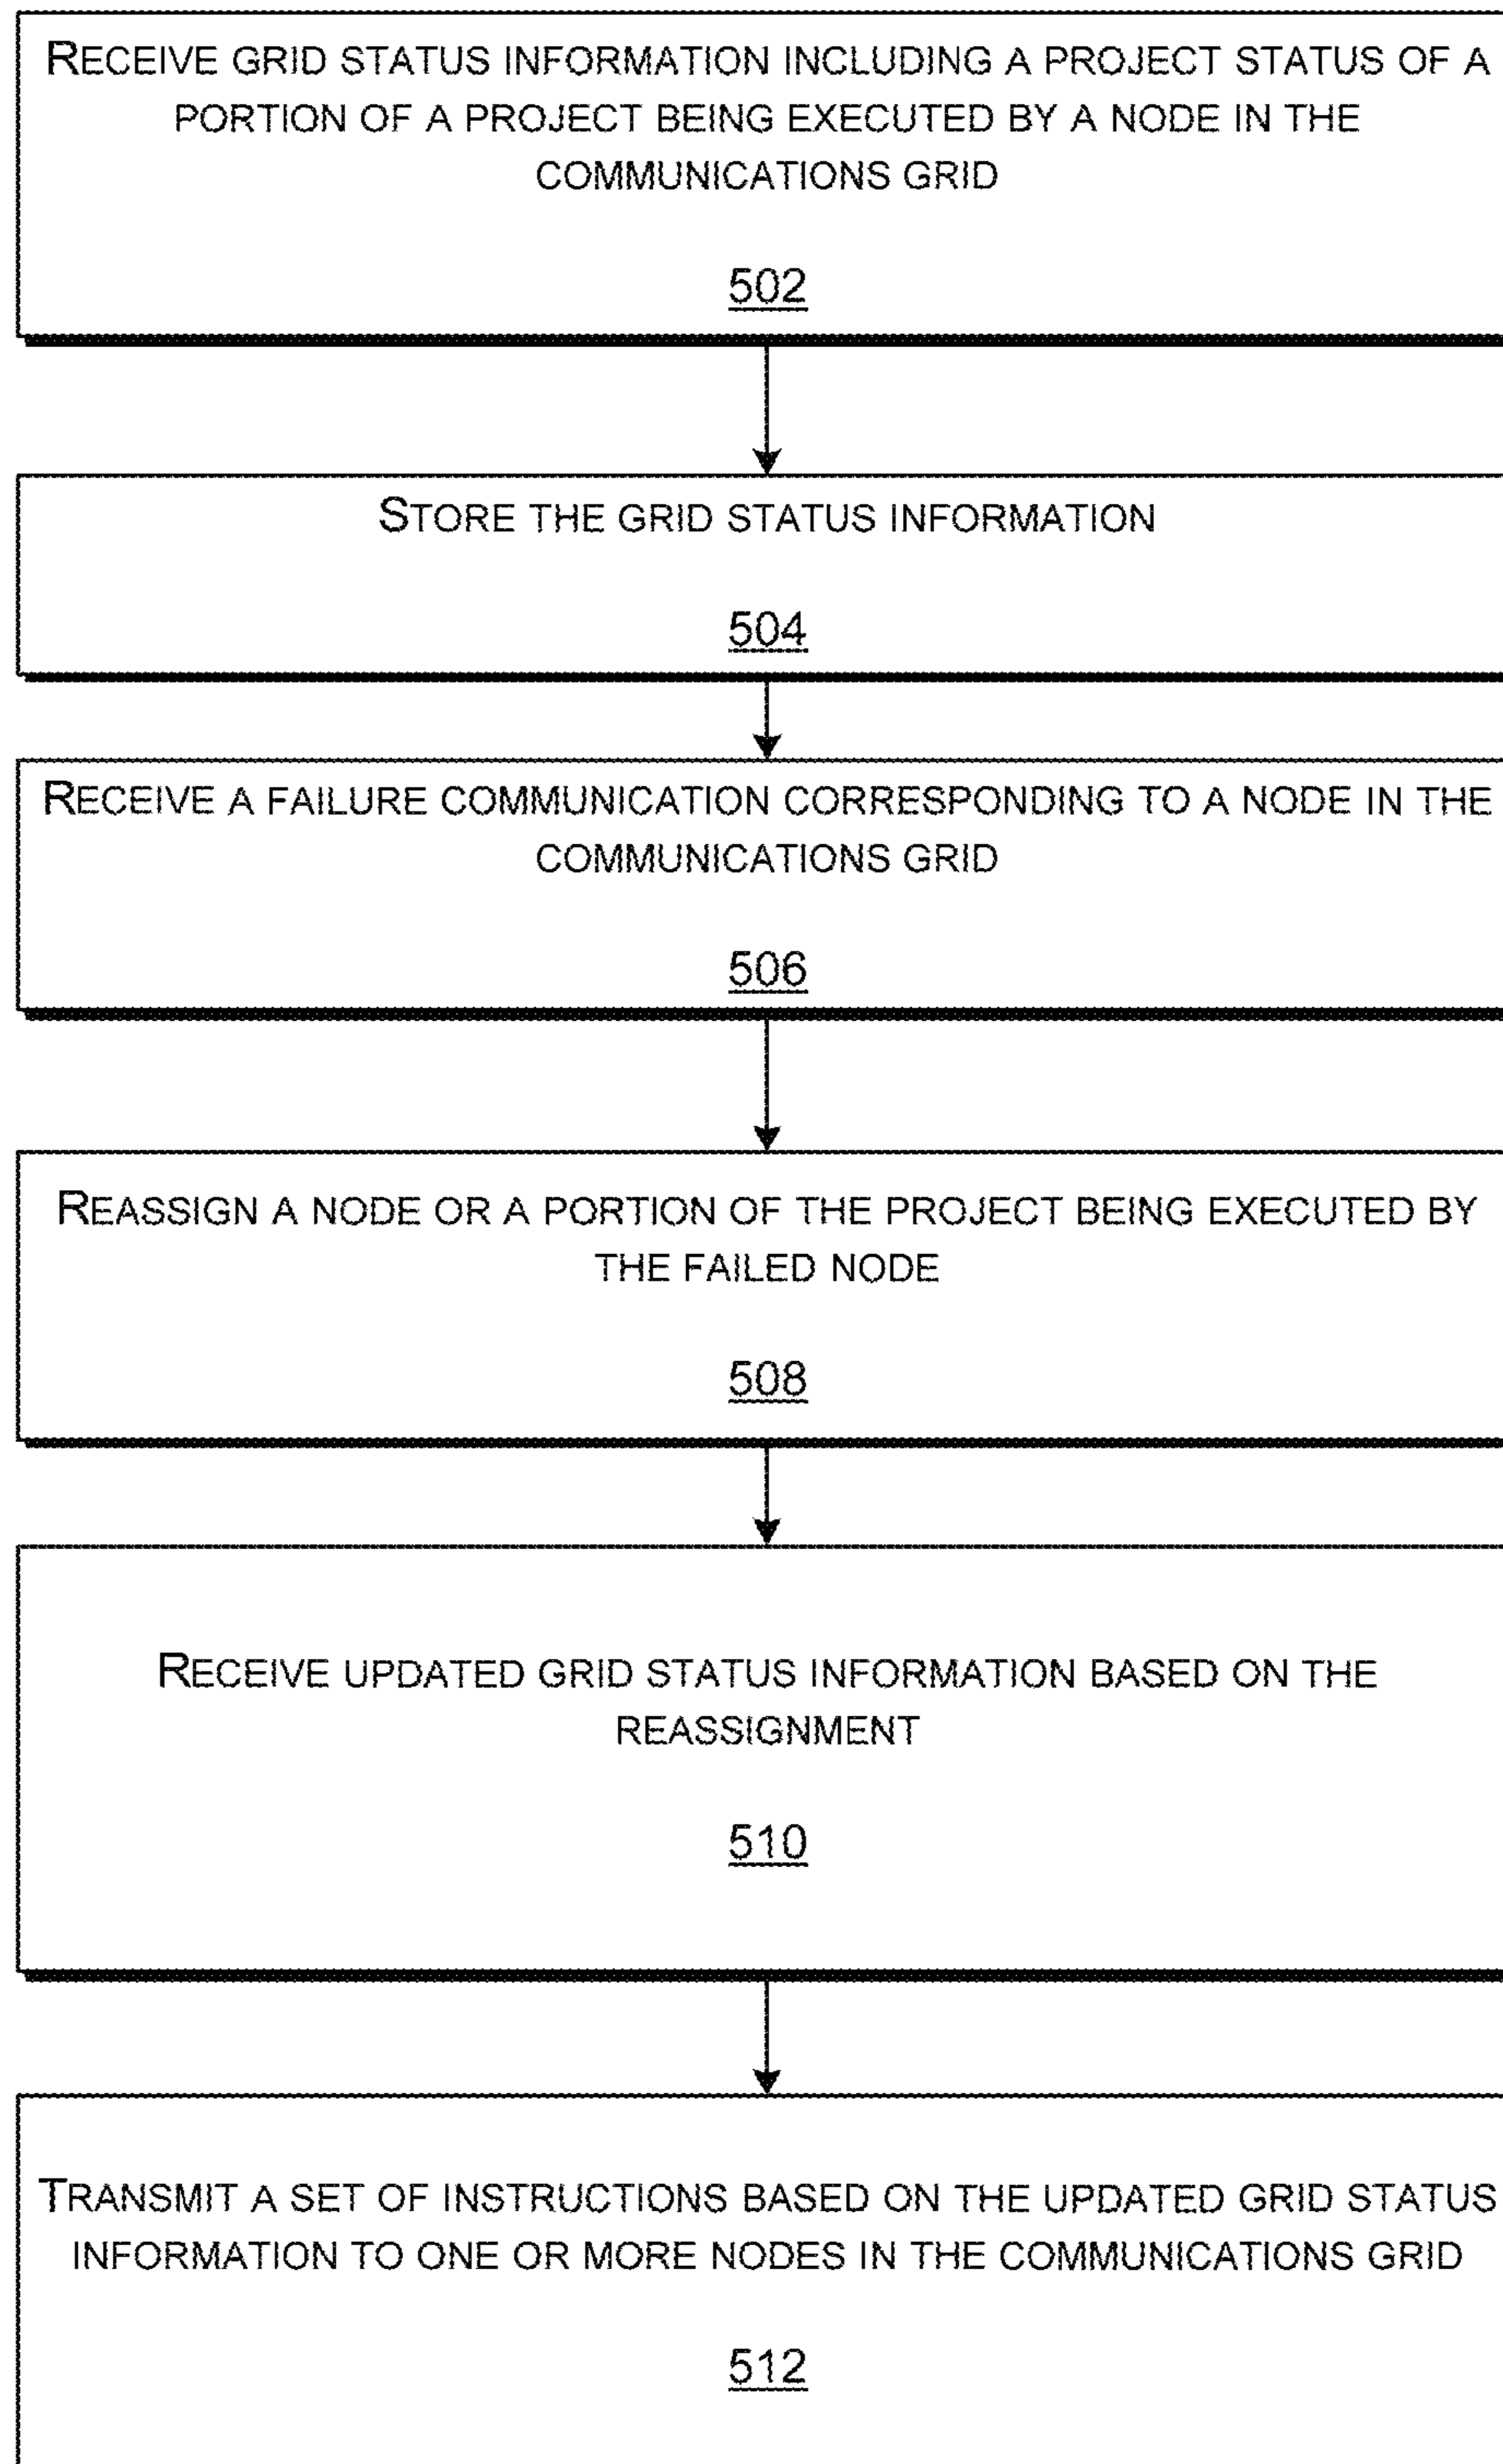 RECEIVE GRID STATUS INFORMATION INCLUDING A PROJECT STATUS OF A
PORTION OF A PROJECT BEING EXECUTED BY A NODE IN THE
COMMUNICATIONS GRID
502
STORE THE GRID STATUS INFORMATION
504
RECEIVE A FAILURE COMMUNICATION CORRESPONDING TO A NODE IN THE
COMMUNICATIONS GRID
506
REASSIGN A NODE OR A PORTION OF THE PROJECT BEING EXECUTED BY
THE FAILED NODE
508
RECEIVE UPDATED GRID STATUS INFORMATION BASED ON THE
REASSIGNMENT
510
TRANSMIT A SET OF INSTRUCTIONS BASED ON THE UPDATED GRID STATUS
INFORMATION TO ONE OR MORE NODES IN THE COMMUNICATIONS GRID
512